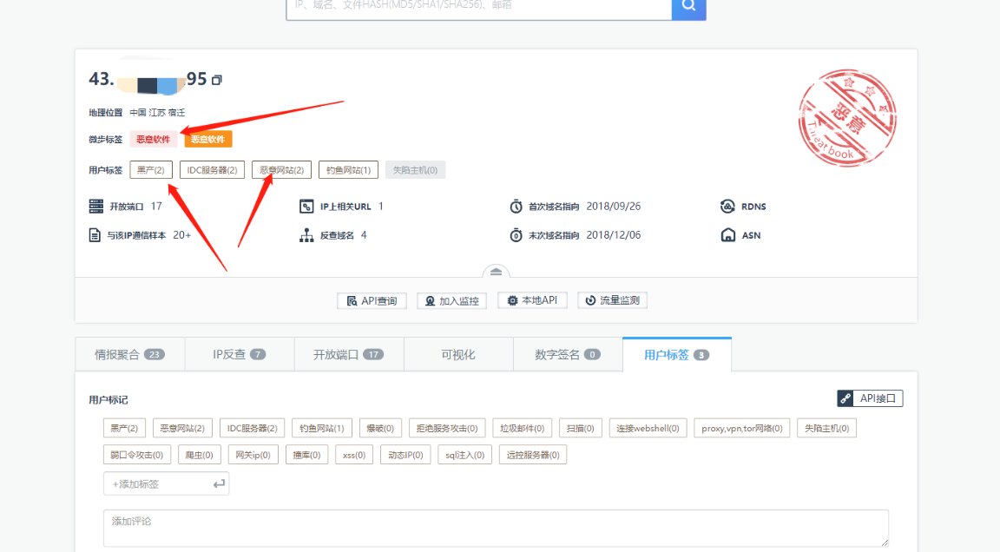 IP、域名、文件HASH(MD5/SHA1/SHA256)、邮箱
43. 95
地理位置 中国 江苏 宿迁
微步标签 恶意软件 恶意软件
用户标签 黑产(2) IDC服务器(2) 恶意网站(2) 钓鱼网站(1) 失陷主机(0)
恶意
Threatbook
开放端口 17 IP上相关URL 1 首次域名指向 2018/09/26 RDNS
与该IP通信样本 20+ 反查域名 4 末次域名指向 2018/12/06 ASN
API查询 加入监控 本地API 流量监测
情报聚合 23 IP反查 7 开放端口 17 可视化 数字签名 0 用户标签 3
用户标记 API接口
黑产(2) 恶意网站(2) IDC服务器(2) 钓鱼网站(1) 爆破(0) 拒绝服务攻击(0) 垃圾邮件(0) 扫描(0) 连接webshell(0) proxy,vpn,tor网络(0) 失陷主机(0)
弱口令攻击(0) 爬虫(0) 网关ip(0) 撞库(0) xss(0) 动态IP(0) sql注入(0) 远控服务器(0)
+添加标签
添加评论